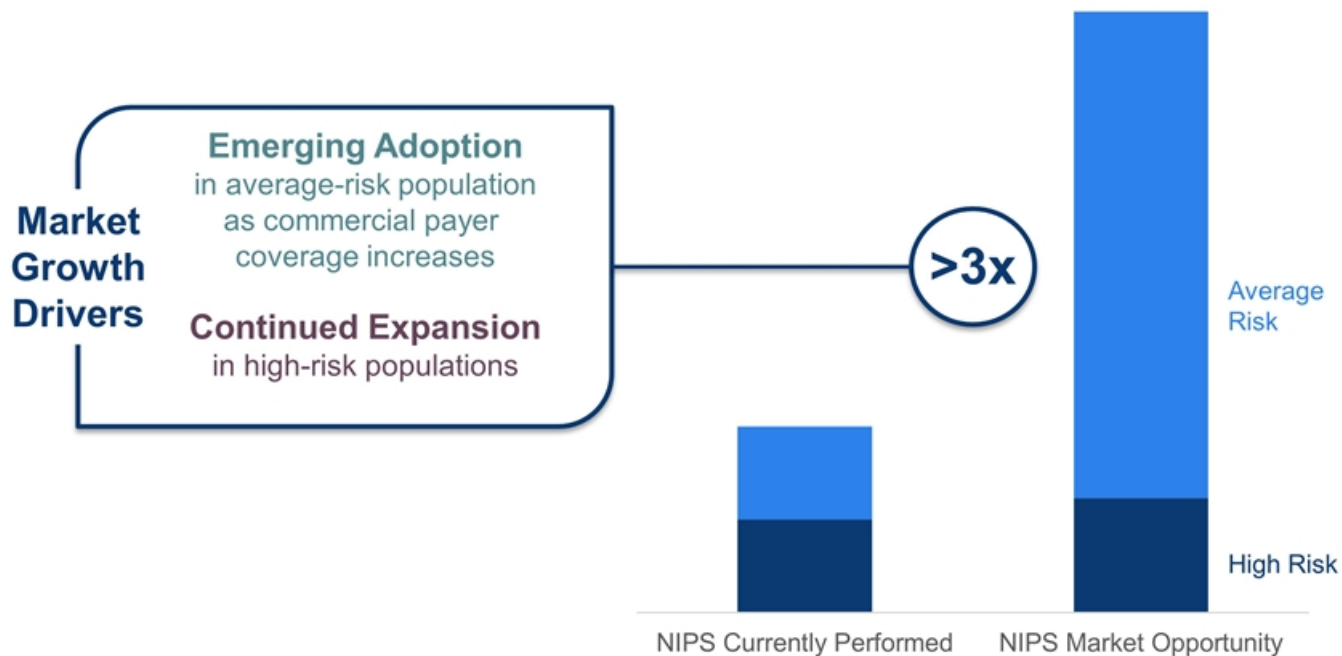 Market
Growth
Drivers
Emerging Adoption
in average-risk population
as commercial payer
coverage increases
Continued Expansion
in high-risk populations
>3x
Average
Risk
High Risk
NIPS Currently Performed
NIPS Market Opportunity